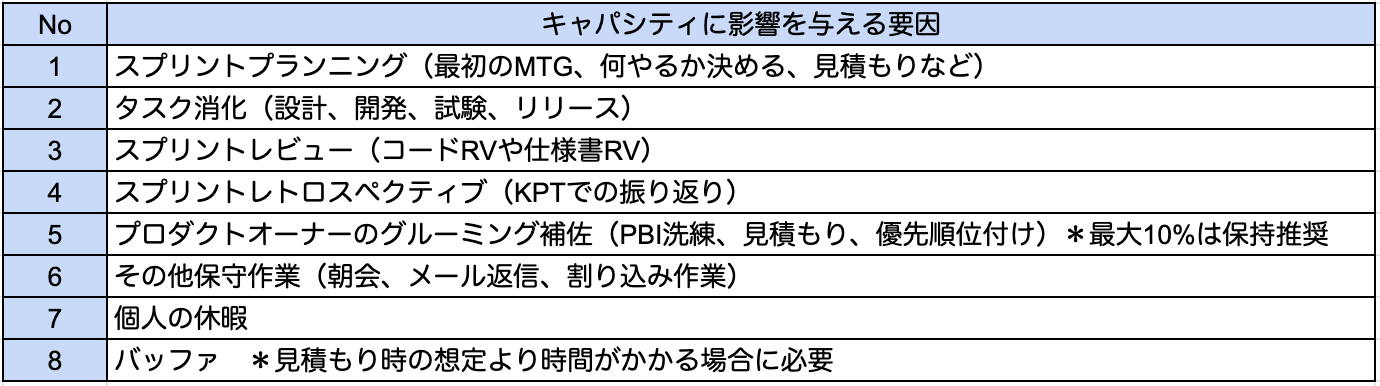 No キャパシティに影響を与える要因
1 スプリントプランニング（最初のMTG、何やるか決める、見積もりなど）
2 タスク消化（設計、開発、試験、リリース）
3 スプリントレビュー（コードRVや仕様書RV）
4 スプリントレトロスペクティブ（KPTでの振り返り）
5 プロダクトオーナーのグルーミング補佐（PBI洗練、見積もり、優先順位付け）＊最大10%は保持推奨
6 その他保守作業（朝会、メール返信、割り込み作業）
7 個人の休暇
8 バッファ　＊見積もり時の想定より時間がかかる場合に必要